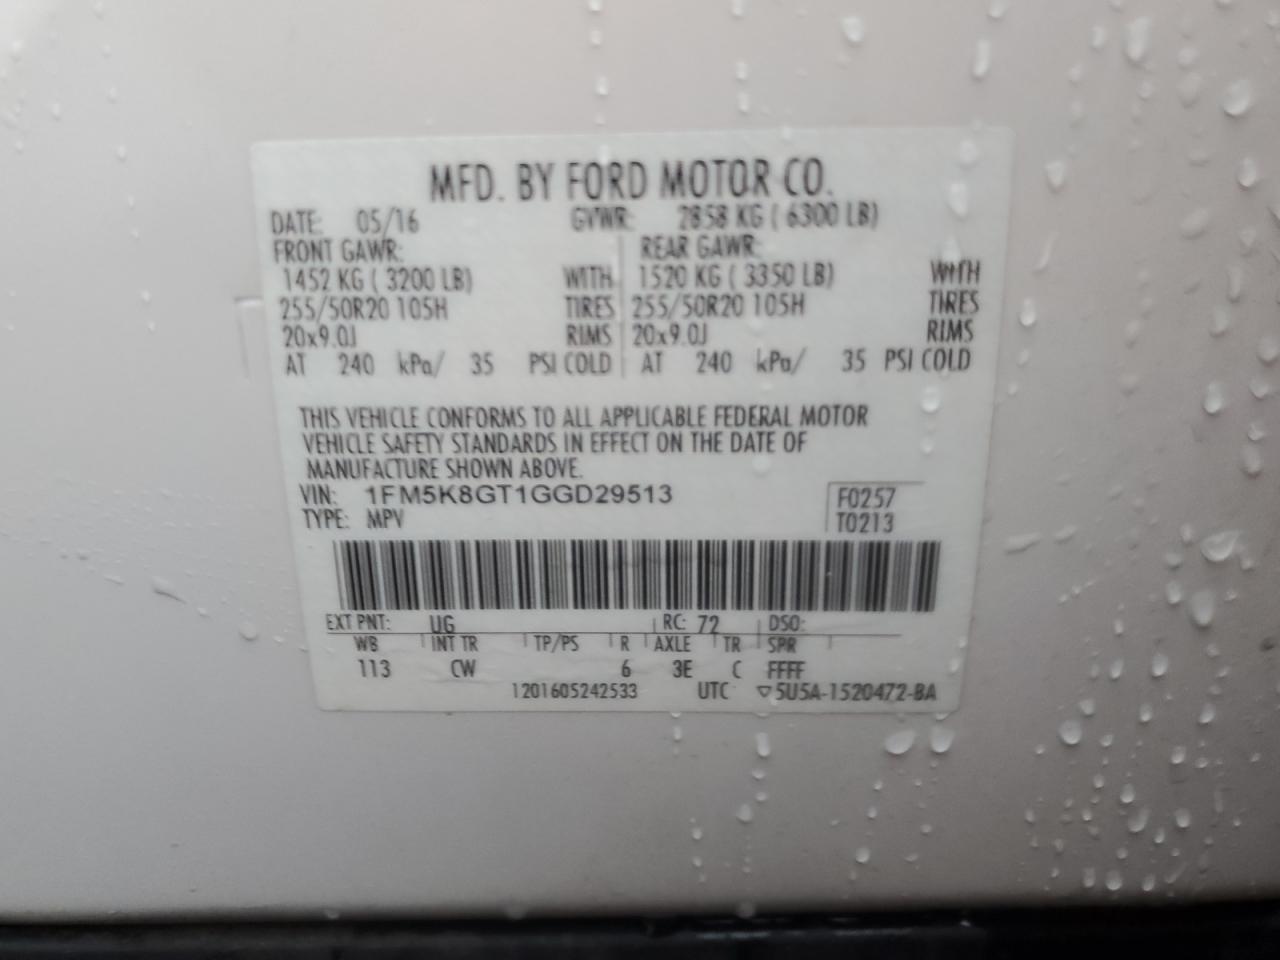 MFD. BY FORD MOTOR CO.
DATE: 05/16 GVWR: 2858 KG ( 6300 LB)
FRONT GAWR: REAR GAWR:
1452 KG ( 3200 LB) WITH 1520 KG ( 3350 LB) WITH
255/50R20 105H TIRES 255/50R20 105H TIRES
20x9.0J RIMS 20x9.0J RIMS
AT 240 kPa/ 35 PSI COLD AT 240 kPa/ 35 PSI COLD
THIS VEHICLE CONFORMS TO ALL APPLICABLE FEDERAL MOTOR
VEHICLE SAFETY STANDARDS IN EFFECT ON THE DATE OF
MANUFACTURE SHOWN ABOVE.
VIN: 1FM5K8GT1GGD29513 F0257
TYPE: MPV T0213
EXT PNT: UG RC: 72 DSO:
WB INT TR TP/PS R AXLE TR SPR
113 CW 6 3E C FFFF
1201605242533 UTC ▽5U5A-1520472-BA